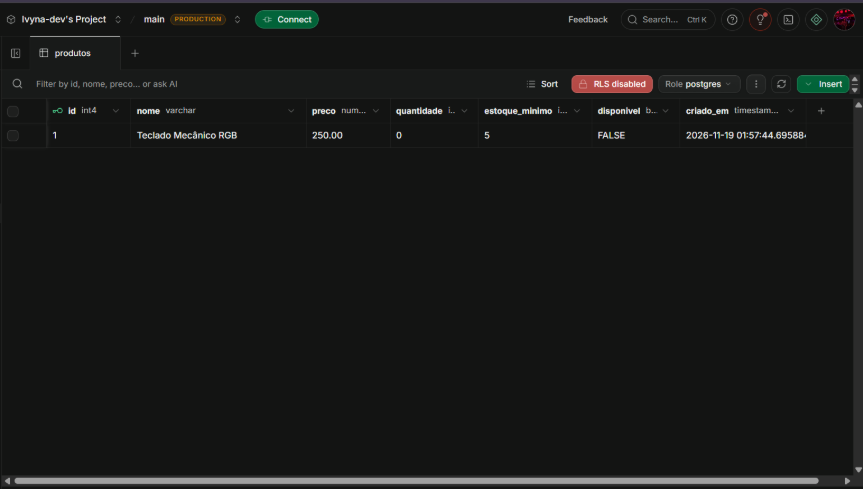 Ivyna-dev's Project / main PRODUCTION Connect Feedback Search... Ctrl K
produtos
Filter by id, nome, preco... or ask AI Sort RLS disabled Role postgres Insert
id int4 nome varchar preco num... quantidade i... estoque_minimo i... disponivel b... criado_em timestam...
1 Teclado Mecânico RGB 250.00 0 5 FALSE 2026-11-19 01:57:44.69588